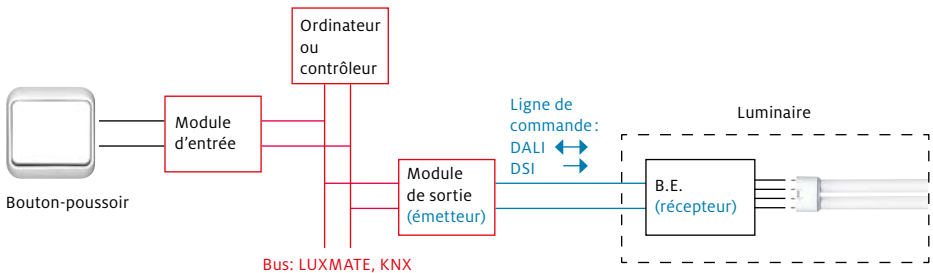 Ordinateur
ou
contrôleur
Bouton-poussoir
Module
d'entrée
Ligne de
commande :
DALI
DSI
Module
de sortie
(émetteur)
Luminaire
B.E.
(récepteur)
Bus: LUXMATE, KNX